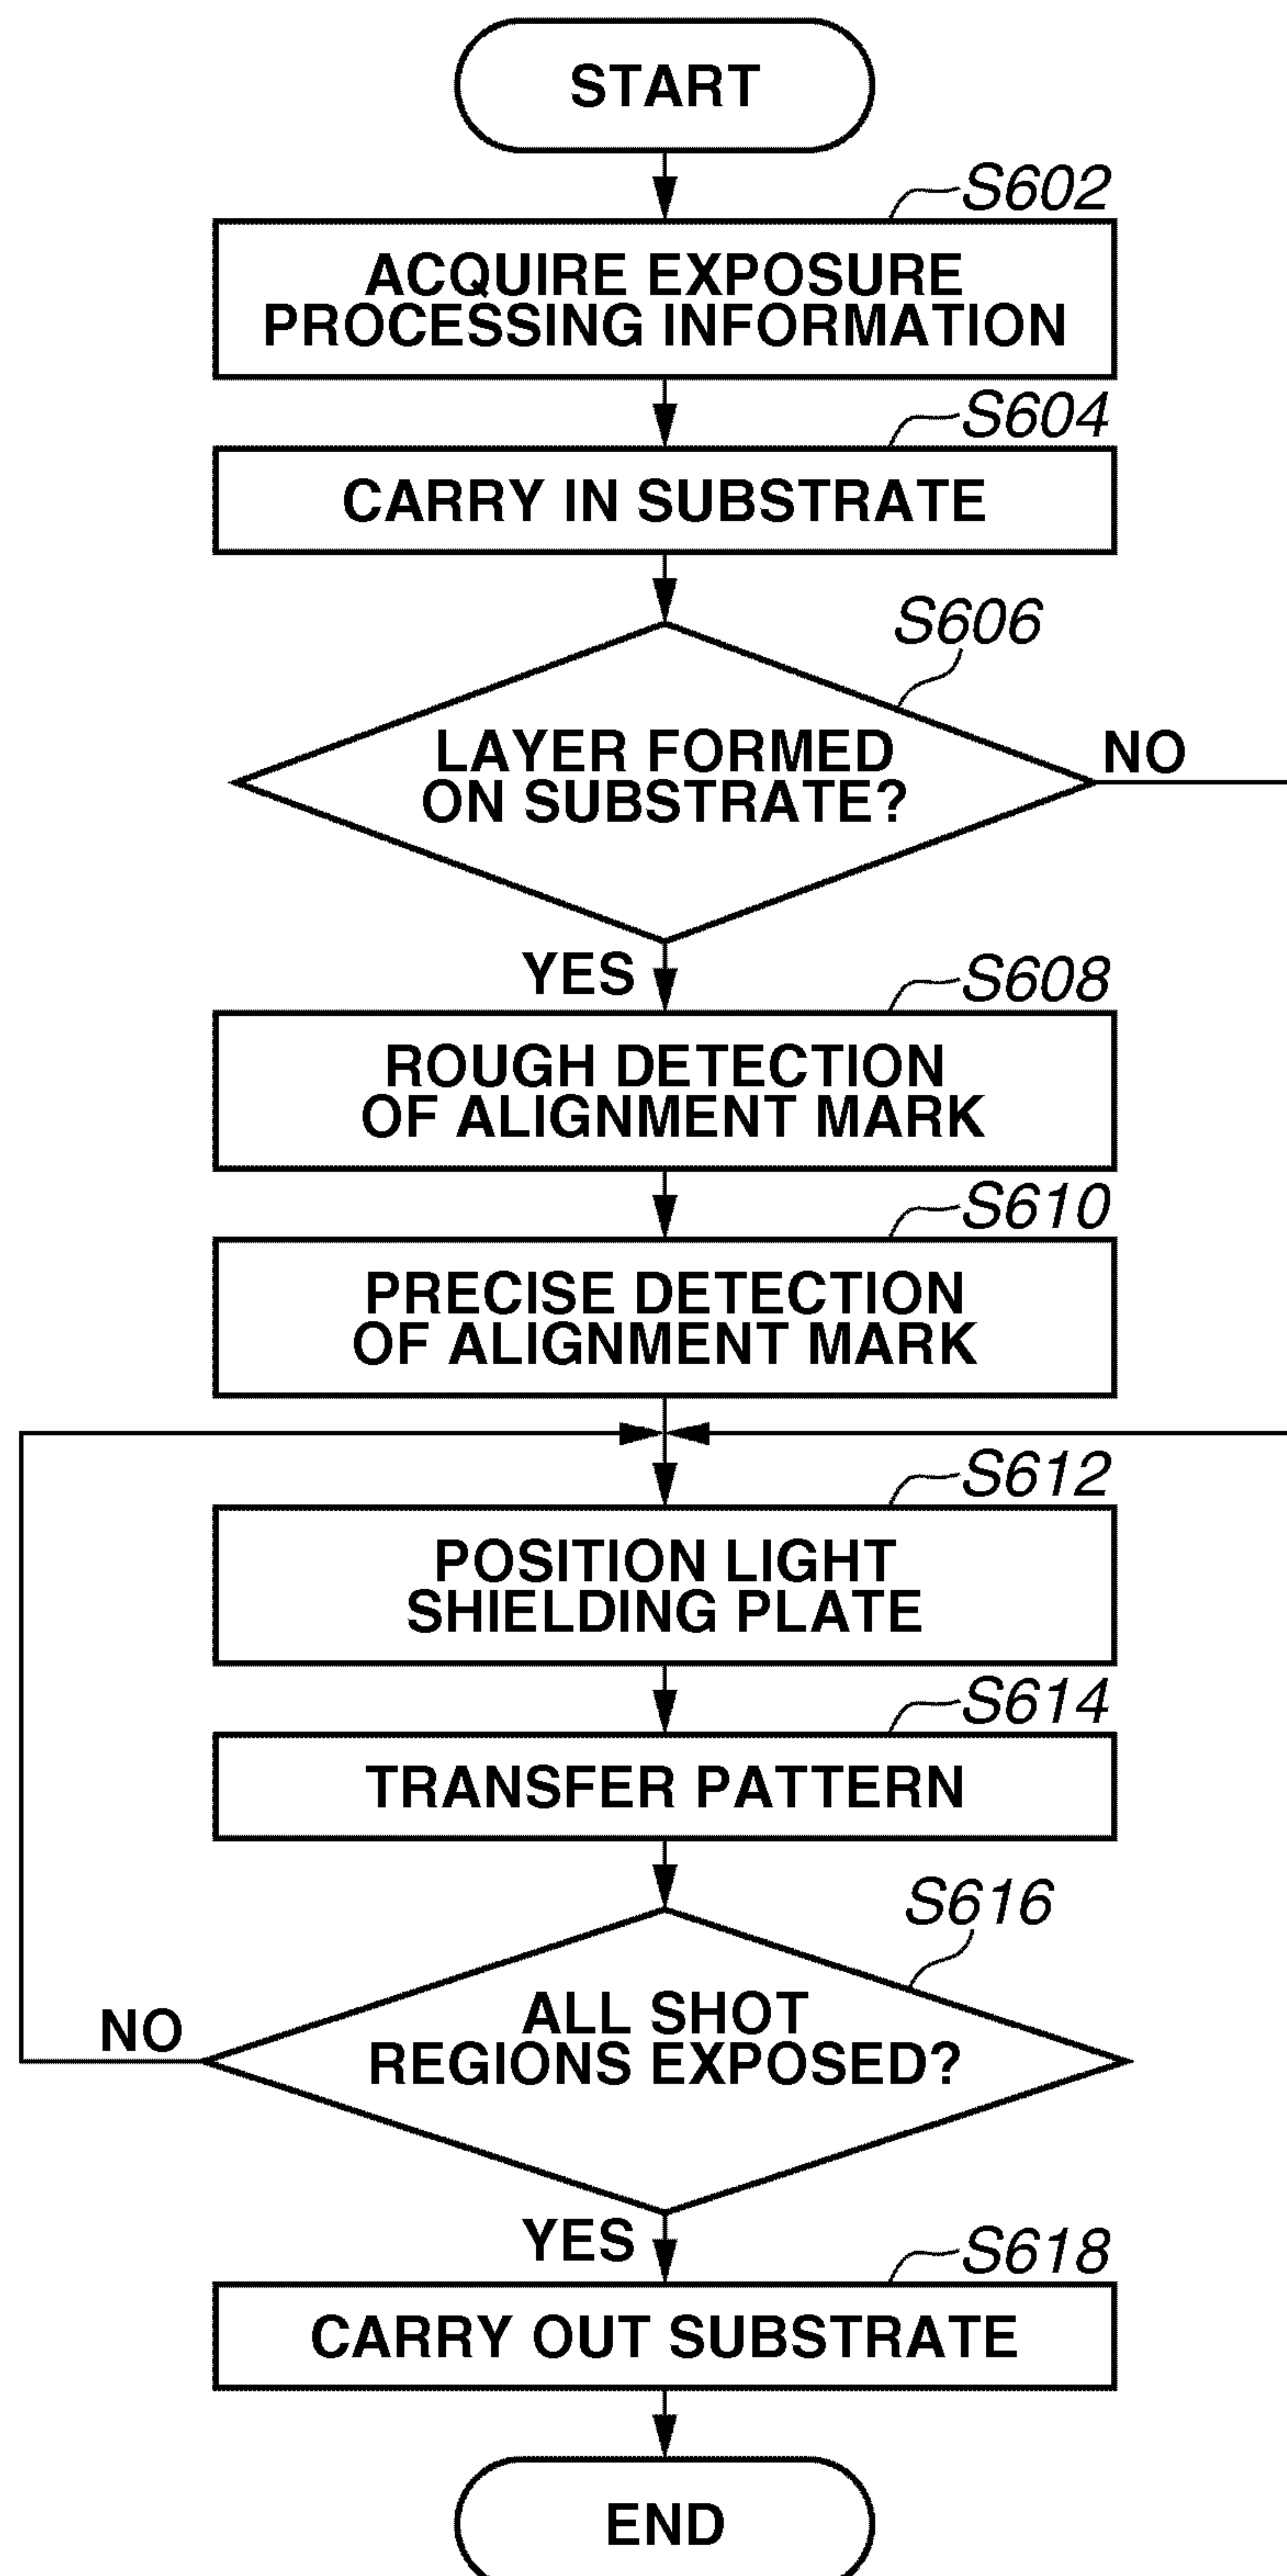 START
S602
ACQUIRE EXPOSURE
PROCESSING INFORMATION
S604
CARRY IN SUBSTRATE
S606
LAYER FORMED
ON SUBSTRATE?
NO
YES
S608
ROUGH DETECTION
OF ALIGNMENT MARK
S610
PRECISE DETECTION
OF ALIGNMENT MARK
S612
POSITION LIGHT
SHIELDING PLATE
S614
TRANSFER PATTERN
S616
ALL SHOT
REGIONS EXPOSED?
NO
YES
S618
CARRY OUT SUBSTRATE
END